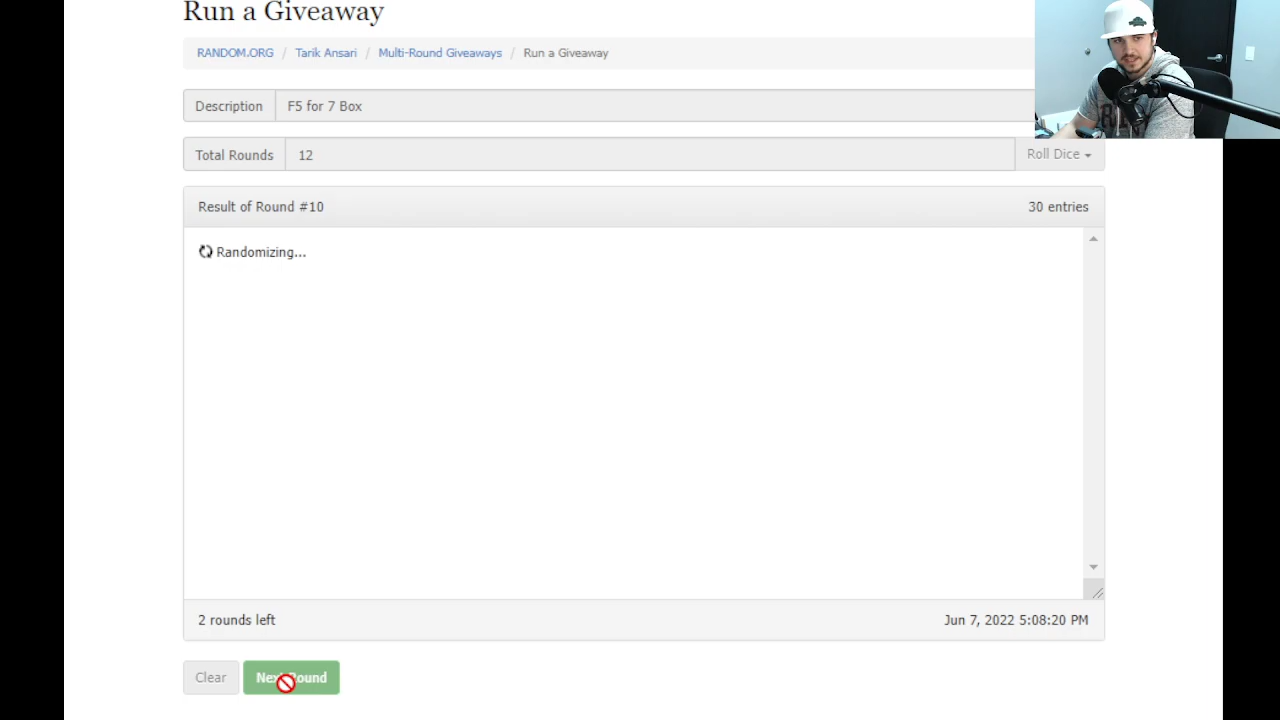 Run a Giveaway
RANDOM.ORG / Tarik Ansari / Multi-Round Giveaways / Run a Giveaway
Description F5 for 7 Box
Total Rounds 12 Roll Dice
Result of Round #10 30 entries
Randomizing...
2 rounds left Jun 7, 2022 5:08:20 PM
Clear Next Round